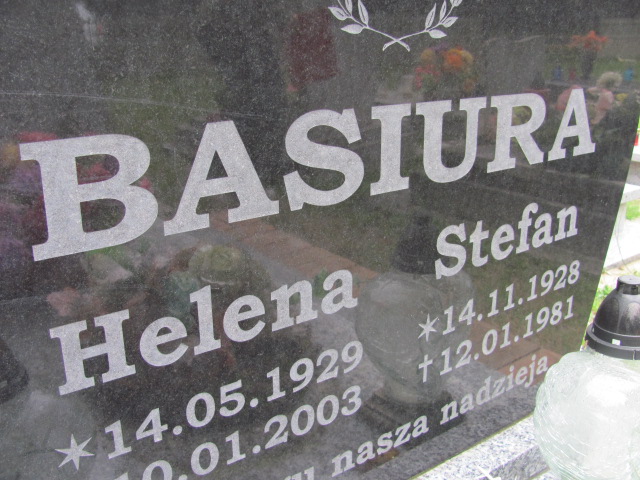 BASIURA
Helena Stefan
*14.05.1929 *14.11.1928
10.01.2003 †12.01.1981
nasza nadzieja